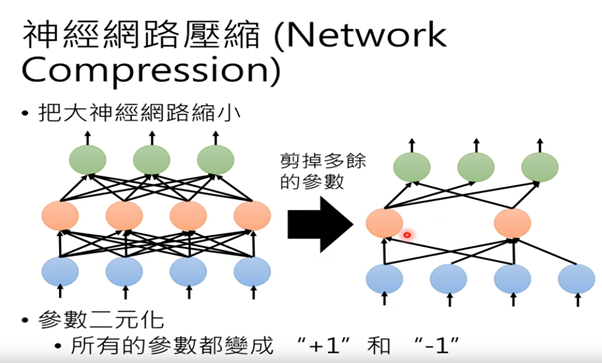 神經網路壓縮 (Network
Compression)
• 把大神經網路縮小
剪掉多餘
的參數
• 參數二元化
• 所有的參數都變成 “+1” 和 “-1”